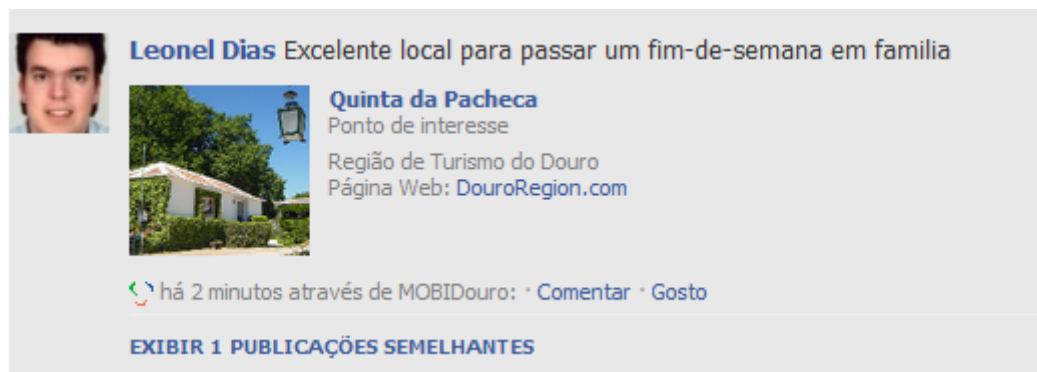 Leonel Dias Excelente local para passar um fim-de-semana em familia
Quinta da Pacheca
Ponto de interesse
Região de Turismo do Douro
Página Web: DouroRegion.com
há 2 minutos através de MOBIDouro: · Comentar · Gosto
EXIBIR 1 PUBLICAÇÕES SEMELHANTES